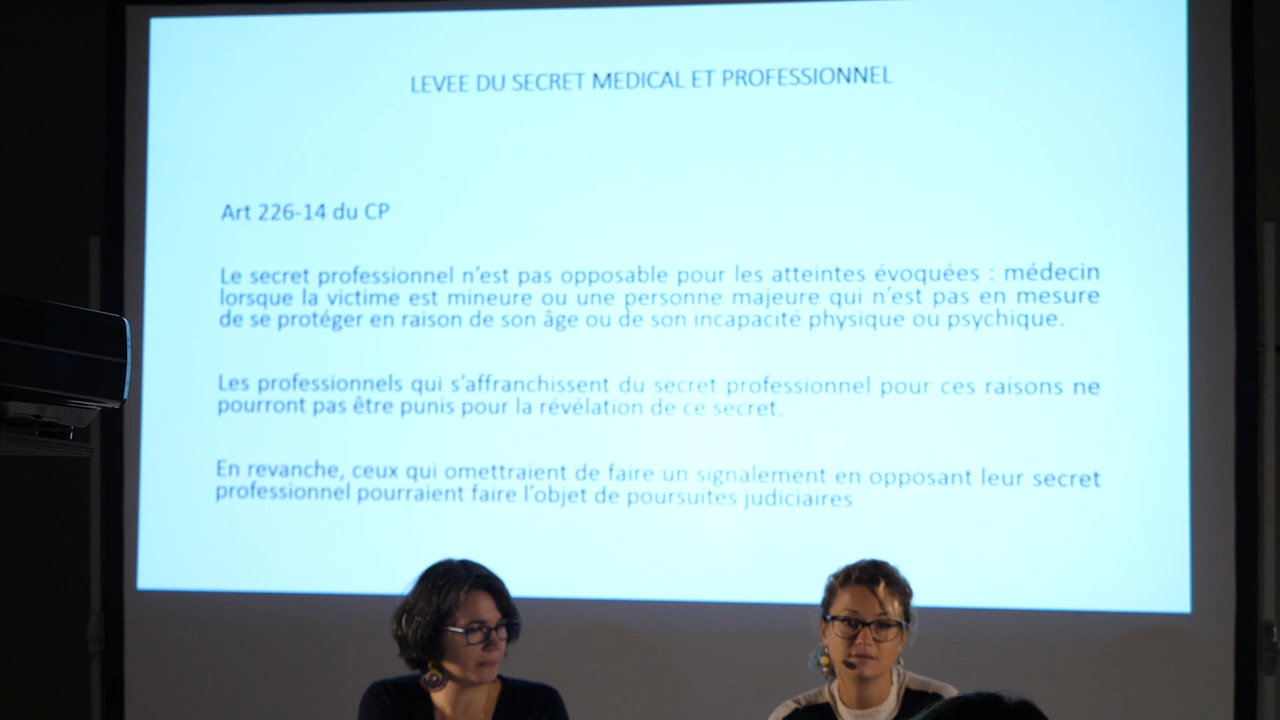 LEVEE DU SECRET MEDICAL ET PROFESSIONNEL
Art 226-14 du CP
Le secret professionnel n'est pas opposable pour les atteintes évoquées : médecin
lorsque la victime est mineure ou une personne majeure qui n'est pas en mesure
de se protéger en raison de son âge ou de son incapacité physique ou psychique.
Les professionnels qui s'affranchissent du secret professionnel pour ces raisons ne
pourront pas être punis pour la révélation de ce secret.
En revanche, ceux qui omettraient de faire un signalement en opposant leur secret
professionnel pourraient faire l'objet de poursuites judiciaires